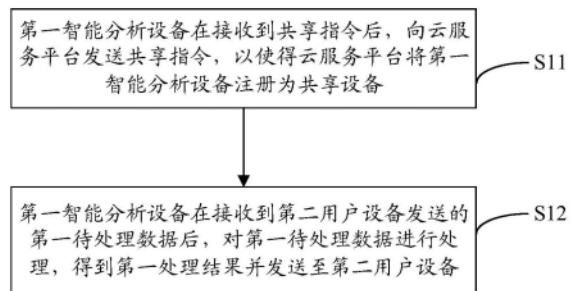 第一智能分析设备在接收到共享指令后，向云服
务平台发送共享指令，以使得云服务平台将第一
智能分析设备注册为共享设备
S11
第一智能分析设备在接收到第二用户设备发送的
第一待处理数据后，对第一待处理数据进行处
理，得到第一处理结果并发送至第二用户设备
S12